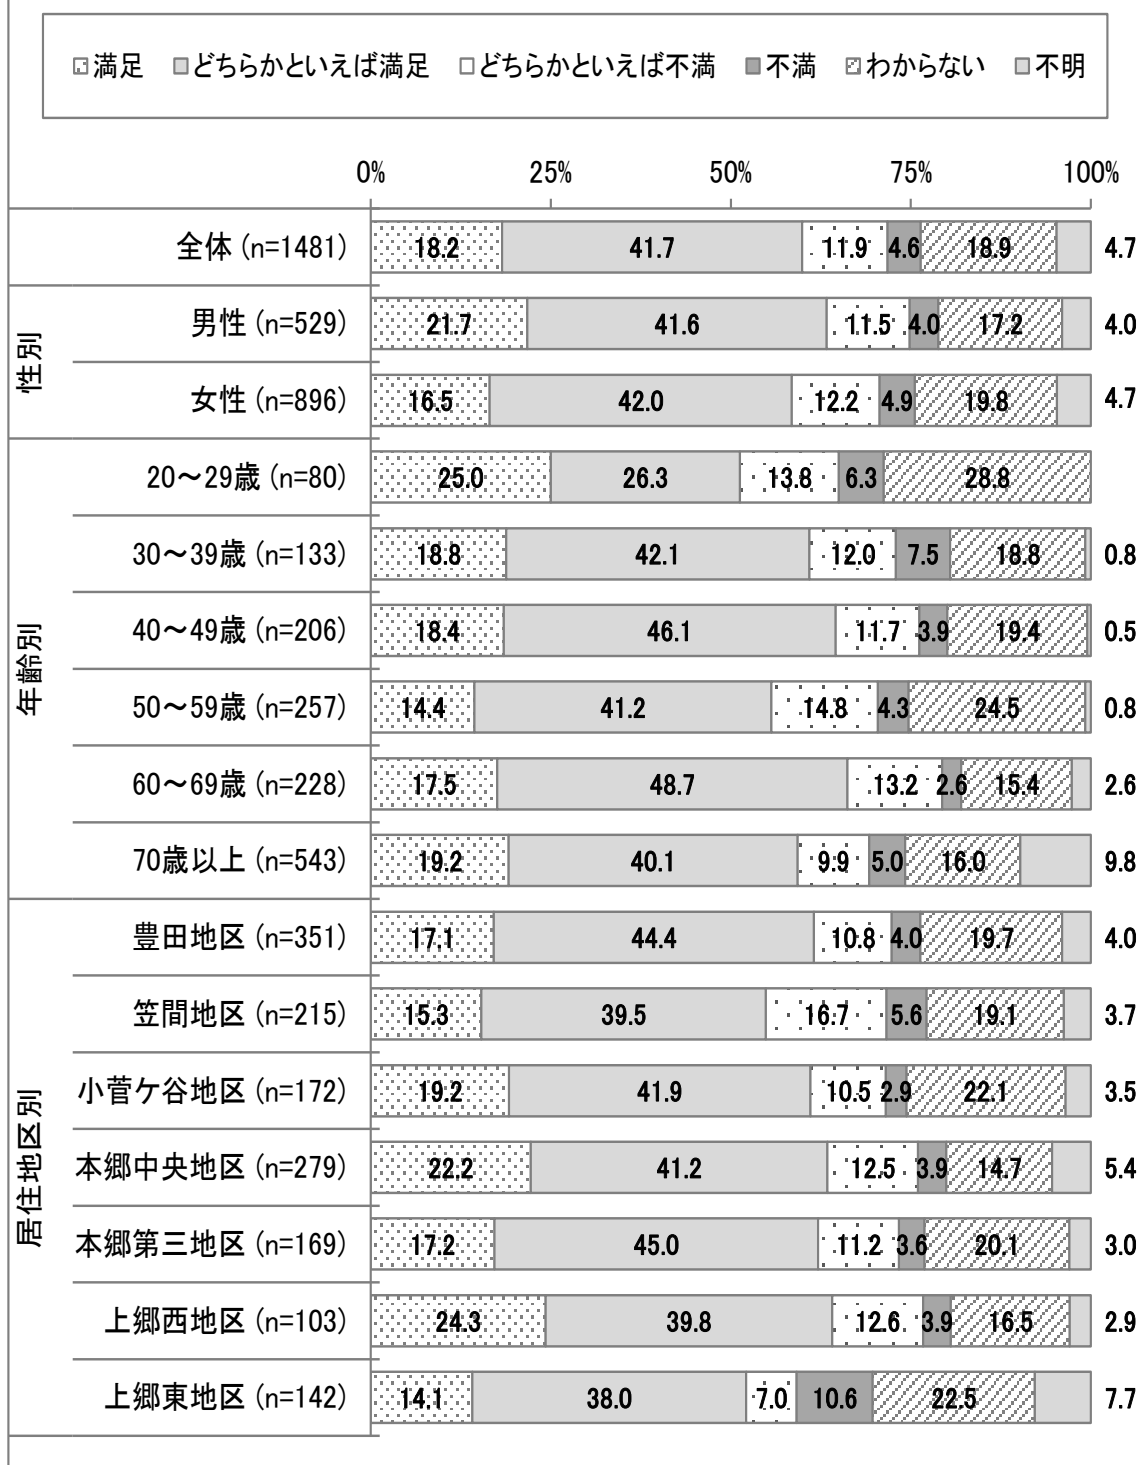 満足 どちらかといえば満足 どちらかといえば不満 不満 わからない 不明
0% 25% 50% 75% 100%
全体 (n=1481) 18.2 41.7 11.9 4.6 18.9 4.7
性別
男性 (n=529) 21.7 41.6 11.5 4.0 17.2 4.0
女性 (n=896) 16.5 42.0 12.2 4.9 19.8 4.7
年齢別
20~29歳 (n=80) 25.0 26.3 13.8 6.3 28.8
30~39歳 (n=133) 18.8 42.1 12.0 7.5 18.8 0.8
40~49歳 (n=206) 18.4 46.1 11.7 3.9 19.4 0.5
50~59歳 (n=257) 14.4 41.2 14.8 4.3 24.5 0.8
60~69歳 (n=228) 17.5 48.7 13.2 2.6 15.4 2.6
70歳以上 (n=543) 19.2 40.1 9.9 5.0 16.0 9.8
居住地区別
豊田地区 (n=351) 17.1 44.4 10.8 4.0 19.7 4.0
笠間地区 (n=215) 15.3 39.5 16.7 5.6 19.1 3.7
小菅ケ谷地区 (n=172) 19.2 41.9 10.5 2.9 22.1 3.5
本郷中央地区 (n=279) 22.2 41.2 12.5 3.9 14.7 5.4
本郷第三地区 (n=169) 17.2 45.0 11.2 3.6 20.1 3.0
上郷西地区 (n=103) 24.3 39.8 12.6 3.9 16.5 2.9
上郷東地区 (n=142) 14.1 38.0 7.0 10.6 22.5 7.7